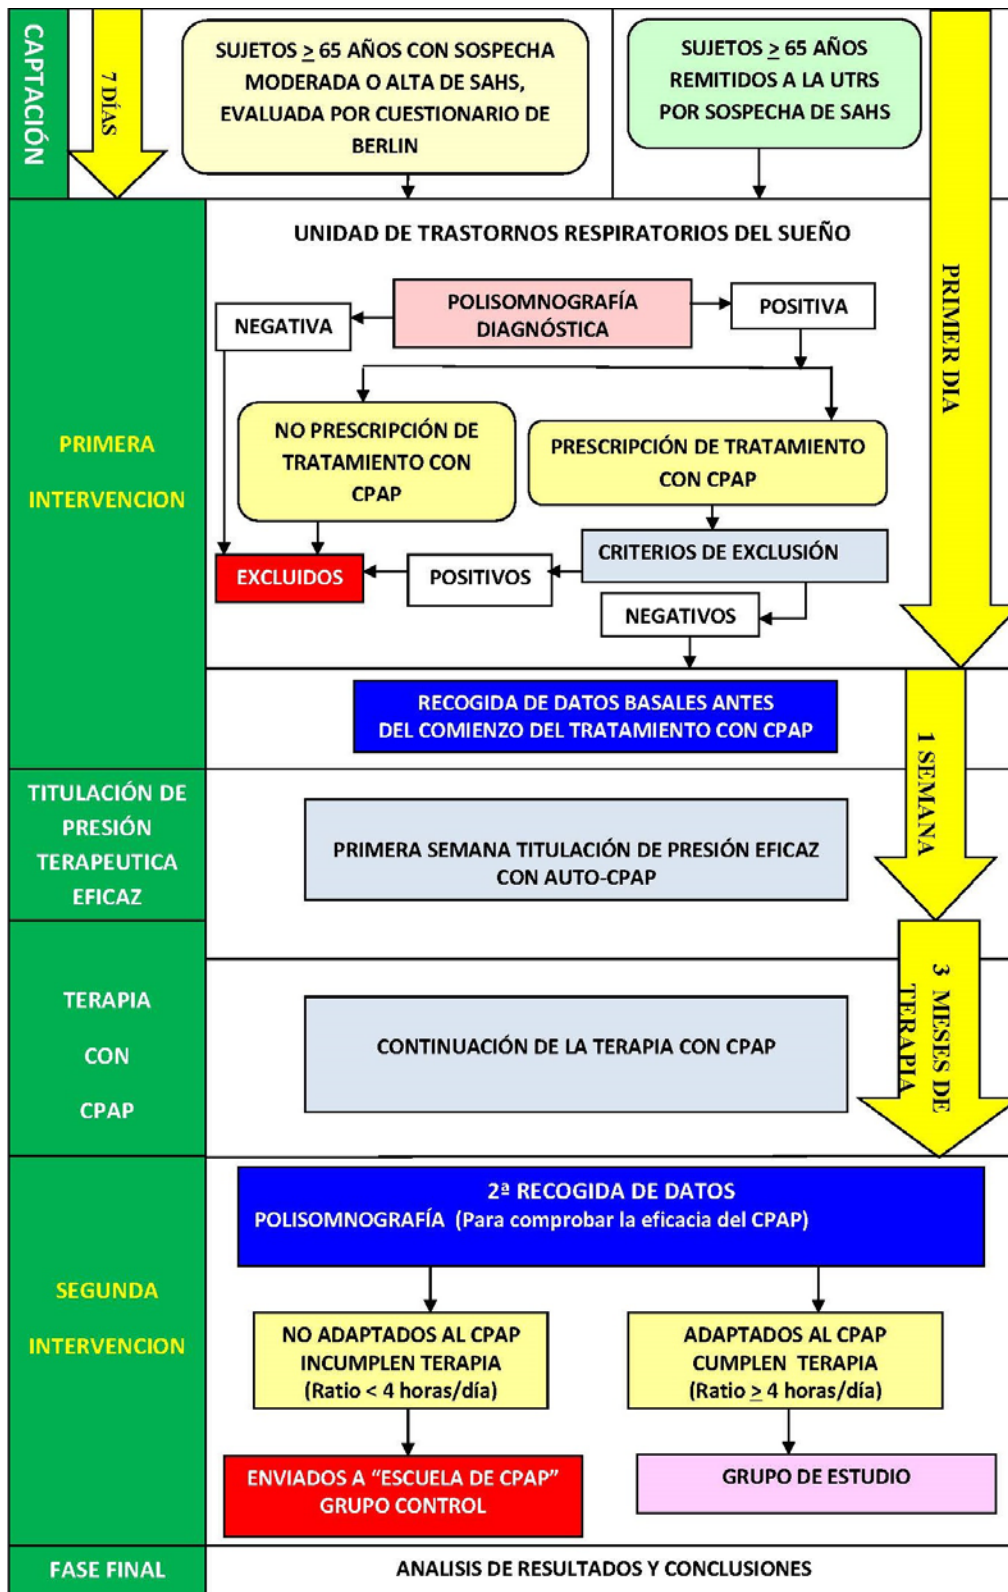 CAPTACIÓN
7 DÍAS
SUJETOS ≥ 65 AÑOS CON SOSPECHA
MODERADA O ALTA DE SAHS,
EVALUADA POR CUESTIONARIO DE
BERLIN
SUJETOS ≥ 65 AÑOS
REMITIDOS A LA UTRS
POR SOSPECHA DE SAHS
PRIMER DIA
PRIMERA
INTERVENCION
UNIDAD DE TRASTORNOS RESPIRATORIOS DEL SUEÑO
POLISOMNOGRAFÍA
DIAGNÓSTICA
NEGATIVA
POSITIVA
NO PRESCRIPCIÓN DE
TRATAMIENTO CON
CPAP
PRESCRIPCIÓN DE TRATAMIENTO
CON CPAP
CRITERIOS DE EXCLUSIÓN
POSITIVOS
EXCLUIDOS
NEGATIVOS
RECOGIDA DE DATOS BASALES ANTES
DEL COMIENZO DEL TRATAMIENTO CON CPAP
1 SEMANA
TITULACIÓN DE
PRESIÓN
TERAPEUTICA
EFICAZ
PRIMERA SEMANA TITULACIÓN DE PRESIÓN EFICAZ
CON AUTO-CPAP
3 MESES DE
TERAPIA
TERAPIA
CON
CPAP
CONTINUACIÓN DE LA TERAPIA CON CPAP
SEGUNDA
INTERVENCION
2ª RECOGIDA DE DATOS
POLISOMNOGRAFÍA (Para comprobar la eficacia del CPAP)
NO ADAPTADOS AL CPAP
INCUMPLEN TERAPIA
(Ratio < 4 horas/día)
ADAPTADOS AL CPAP
CUMPLEN TERAPIA
(Ratio ≥ 4 horas/día)
ENVIADOS A “ESCUELA DE CPAP”
GRUPO CONTROL
GRUPO DE ESTUDIO
FASE FINAL
ANALISIS DE RESULTADOS Y CONCLUSIONES